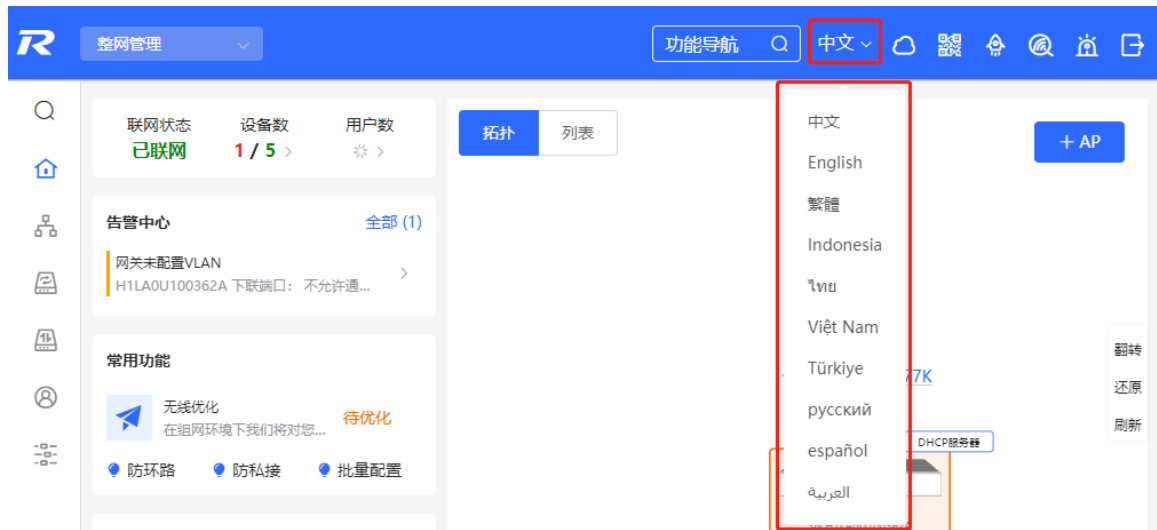 整网管理
功能导航
中文
联网状态 设备数 用户数
已联网 1 / 5
告警中心 全部 (1)
网关未配置VLAN
H1LA0U100362A 下联端口： 不允许通...
常用功能
无线优化
在组网环境下我们将对您...
待优化
防环路 防私接 批量配置
拓扑 列表
+ AP
中文
English
繁體
Indonesia
ไทย
Việt Nam
Türkiye
русский
español
العربية
77K
DHCP服务器
翻转
还原
刷新